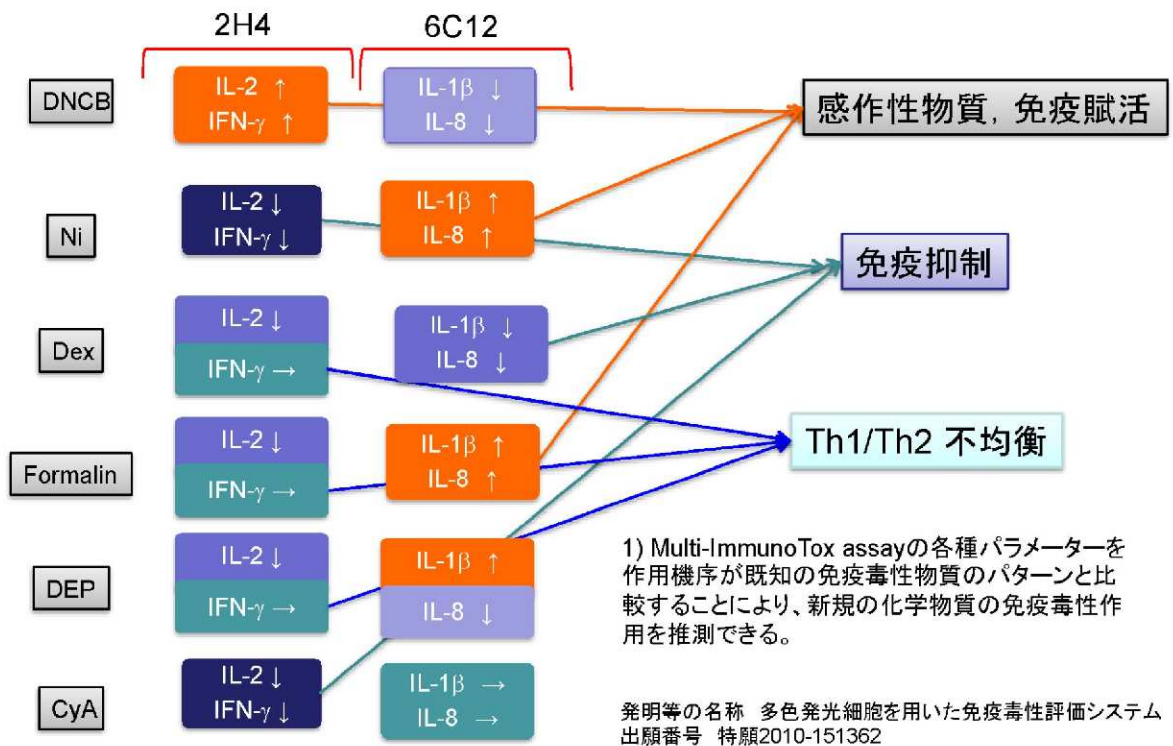 2H4
6C12
DNCB
IL-2 ↑
IFN-γ ↑
IL-1β ↓
IL-8 ↓
感作性物質, 免疫賦活
Ni
IL-2 ↓
IFN-γ ↓
IL-1β ↑
IL-8 ↑
免疫抑制
Dex
IL-2 ↓
IFN-γ →
IL-1β ↓
IL-8 ↓
Th1/Th2 不均衡
Formalin
IL-2 ↓
IFN-γ →
IL-1β ↑
IL-8 ↑
DEP
IL-2 ↓
IFN-γ →
IL-1β ↑
IL-8 ↓
CyA
IL-2 ↓
IFN-γ ↓
IL-1β →
IL-8 →
1) Multi-ImmunoTox assayの各種パラメーターを
作用機序が既知の免疫毒性物質のパターンと比
較することにより、新規の化学物質の免疫毒性作
用を推測できる。
発明等の名称 多色発光細胞を用いた免疫毒性評価システム
出願番号 特願2010-151362